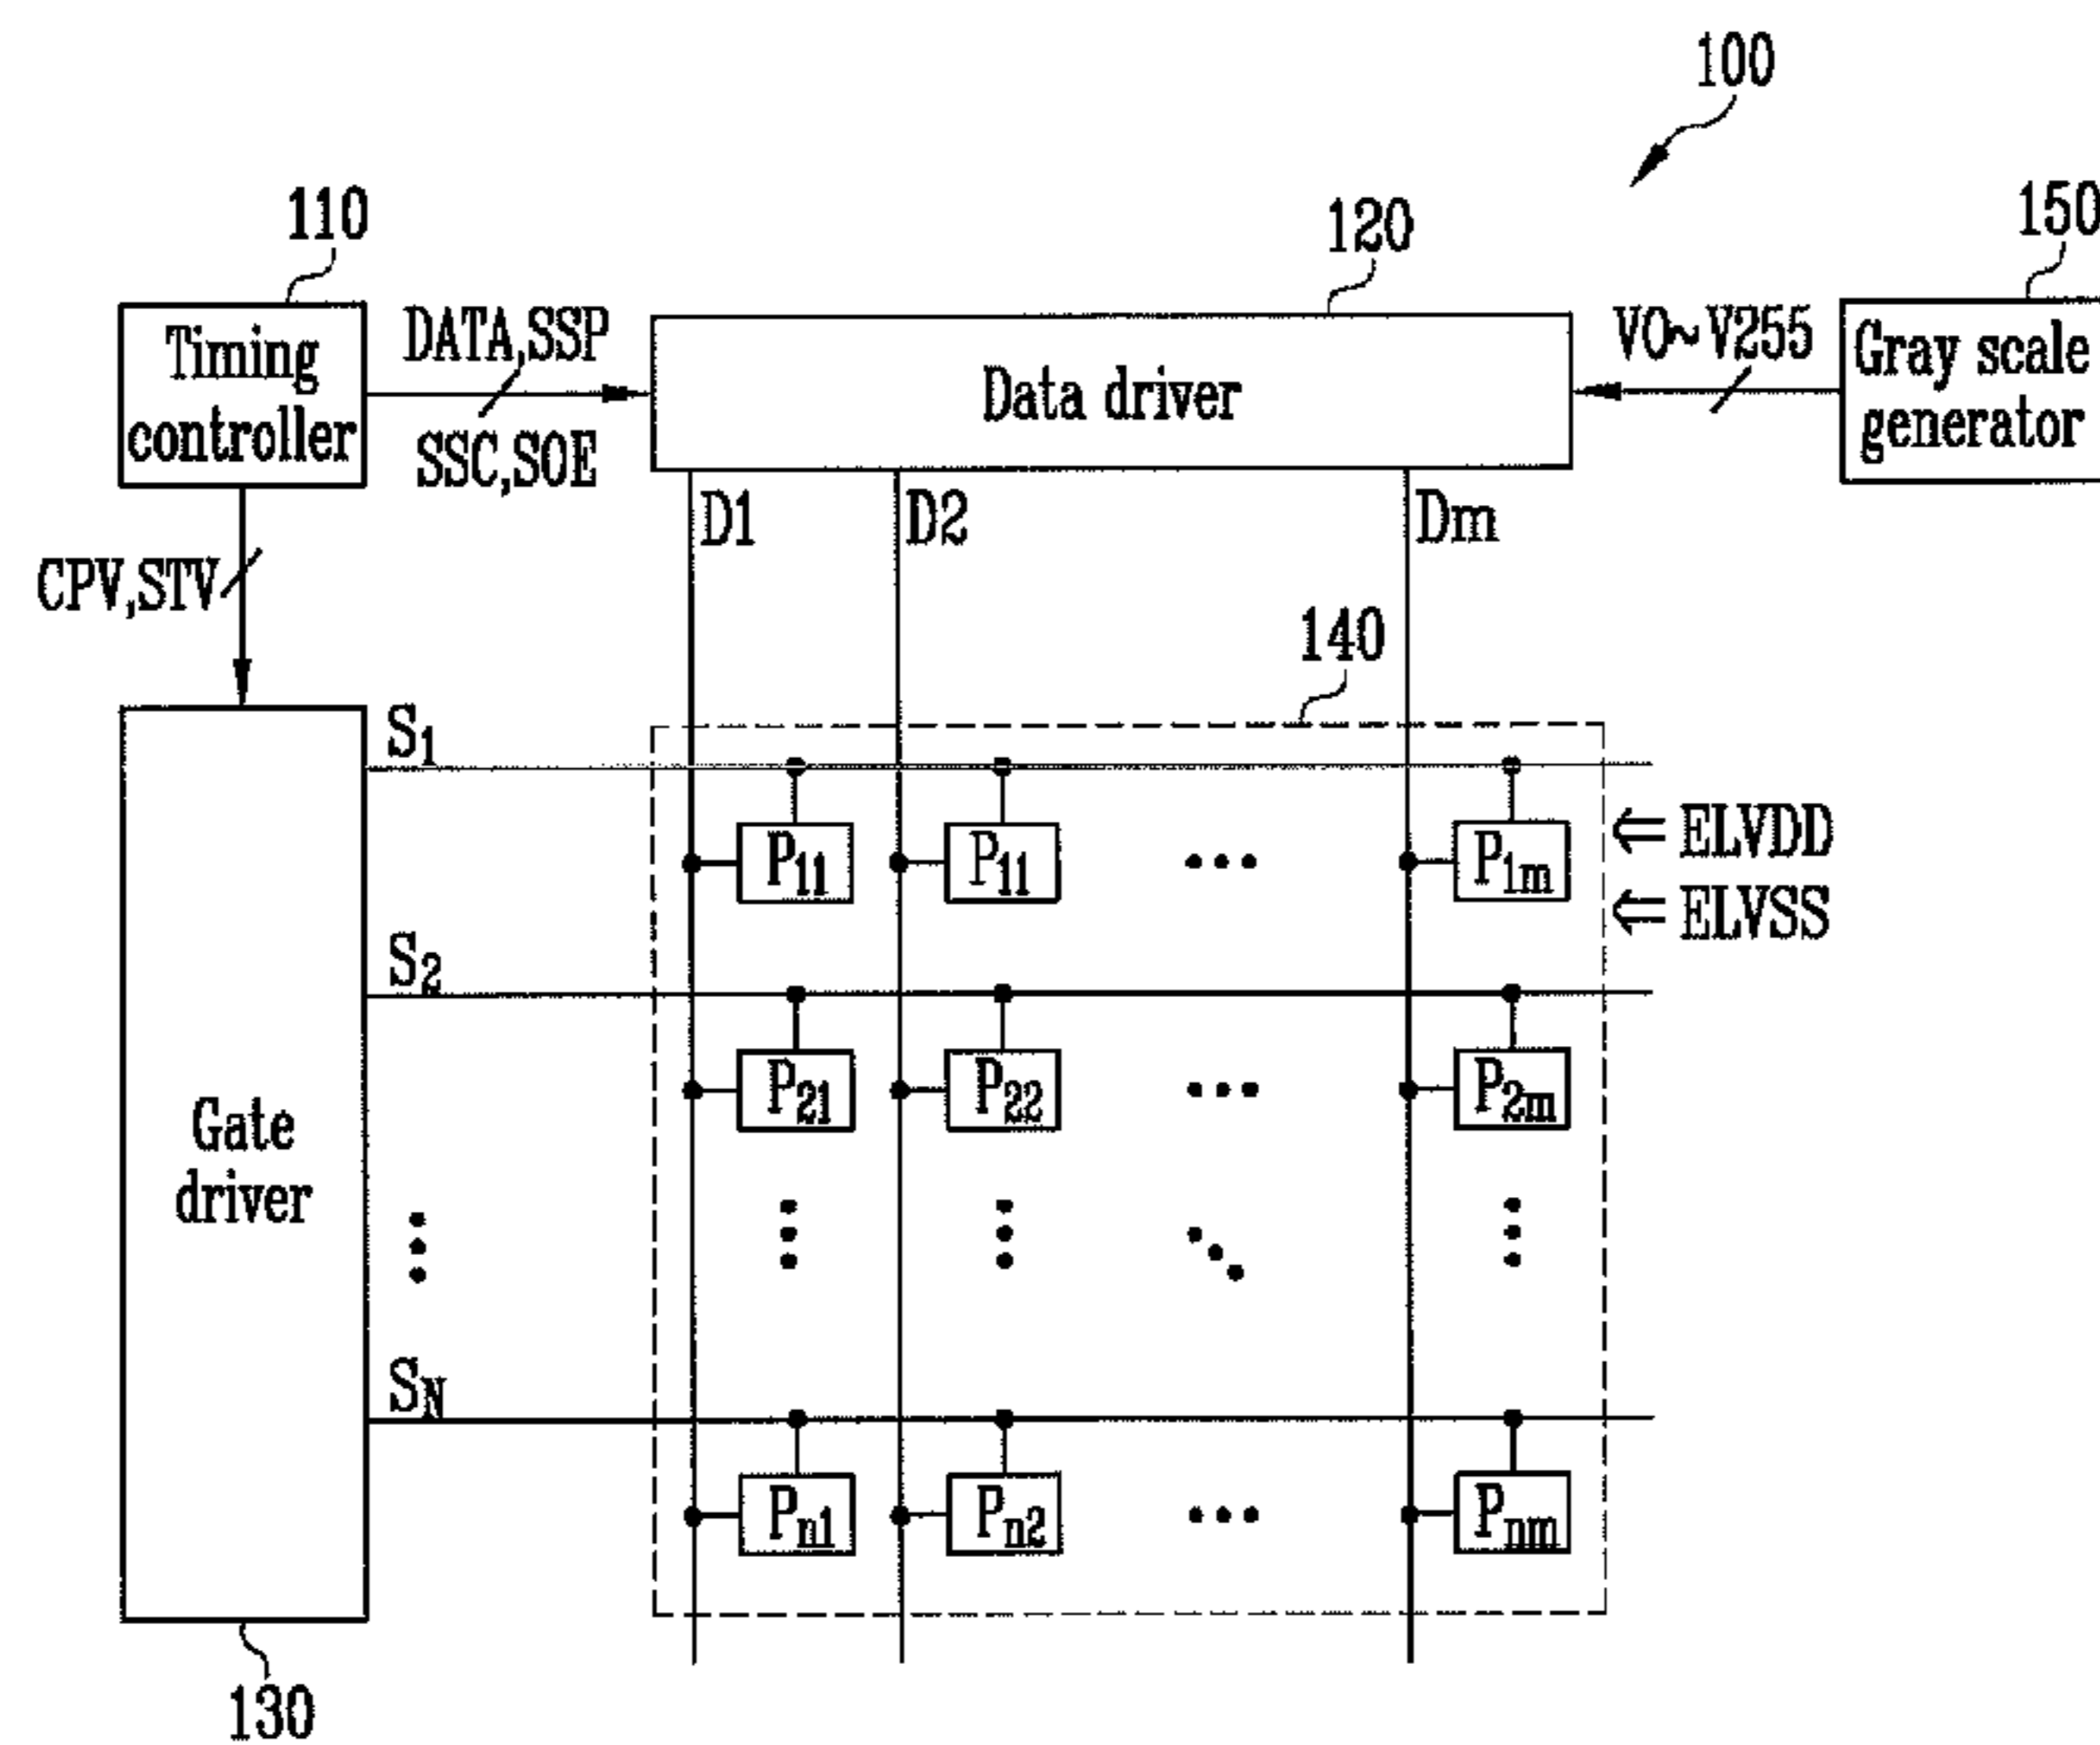 100
110
120
150
Timing
controller
DATA,SSP
SSC,SOE
Data driver
V0~V255
Gray scale
generator
D1
D2
Dm
CPV,STV
140
S1
P11
P11
P1m
ELVDD
ELVSS
S2
P21
P22
P2m
Gate
driver
SN
Pn1
Pn2
Pnm
130